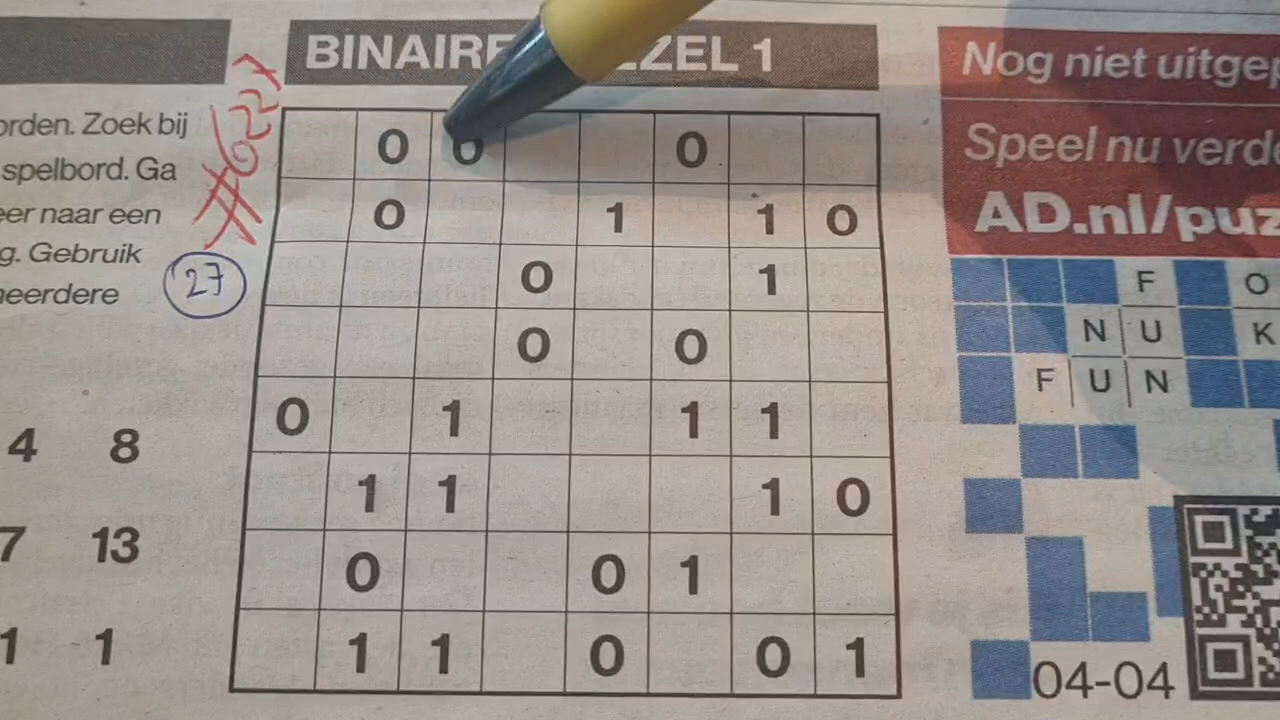 BINAIRE ZEL 1
#6227
27
orden. Zoek bij
spelbord. Ga
eer naar een
g. Gebruik
neerdere
4 8
7 13
1 1
0 0 0
0 1 1 0
0 1
0 0
0 1 1 1
1 1 1 0
0 0 1
1 1 0 0 1
Nog niet uitgep
Speel nu verde
AD.nl/puz
F O
N U K
F U N
04-04